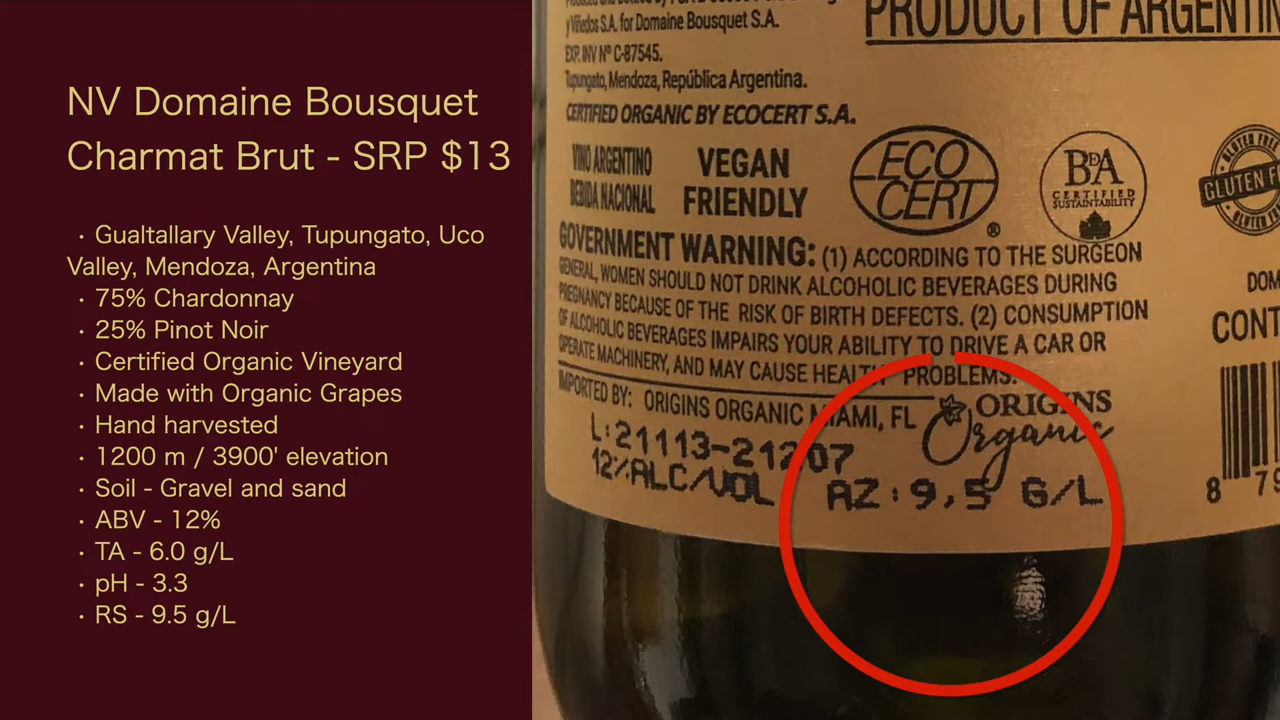 NV Domaine Bousquet
Charmat Brut - SRP $13
· Gualtallary Valley, Tupungato, Uco
Valley, Mendoza, Argentina
· 75% Chardonnay
· 25% Pinot Noir
· Certified Organic Vineyard
· Made with Organic Grapes
· Hand harvested
· 1200 m / 3900' elevation
· Soil - Gravel and sand
· ABV - 12%
· TA - 6.0 g/L
· pH - 3.3
· RS - 9.5 g/L
PRODUCT OF ARGENTIN
y Viñedos S.A. for Domaine Bousquet S.A.
EXP. INV Nº C-87545.
Tupungato, Mendoza, República Argentina.
CERTIFIED ORGANIC BY ECOCERT S.A.
VINO ARGENTINO
BEBIDA NACIONAL
VEGAN
FRIENDLY
ECO
CERT
®
BDA
CERTIFIED
SUSTAINABILITY
GLUTEN FREE
GLUTEN FR
GOVERNMENT WARNING: (1) ACCORDING TO THE SURGEON
GENERAL, WOMEN SHOULD NOT DRINK ALCOHOLIC BEVERAGES DURING
PREGNANCY BECAUSE OF THE RISK OF BIRTH DEFECTS. (2) CONSUMPTION
OF ALCOHOLIC BEVERAGES IMPAIRS YOUR ABILITY TO DRIVE A CAR OR
OPERATE MACHINERY, AND MAY CAUSE HEALTH PROBLEMS.
IMPORTED BY: ORIGINS ORGANIC MIAMI, FL
ORIGINS
Organic
L:21113-21207
12%ALC/VOL
AZ:9,5 G/L
DOM
CONT
8 79